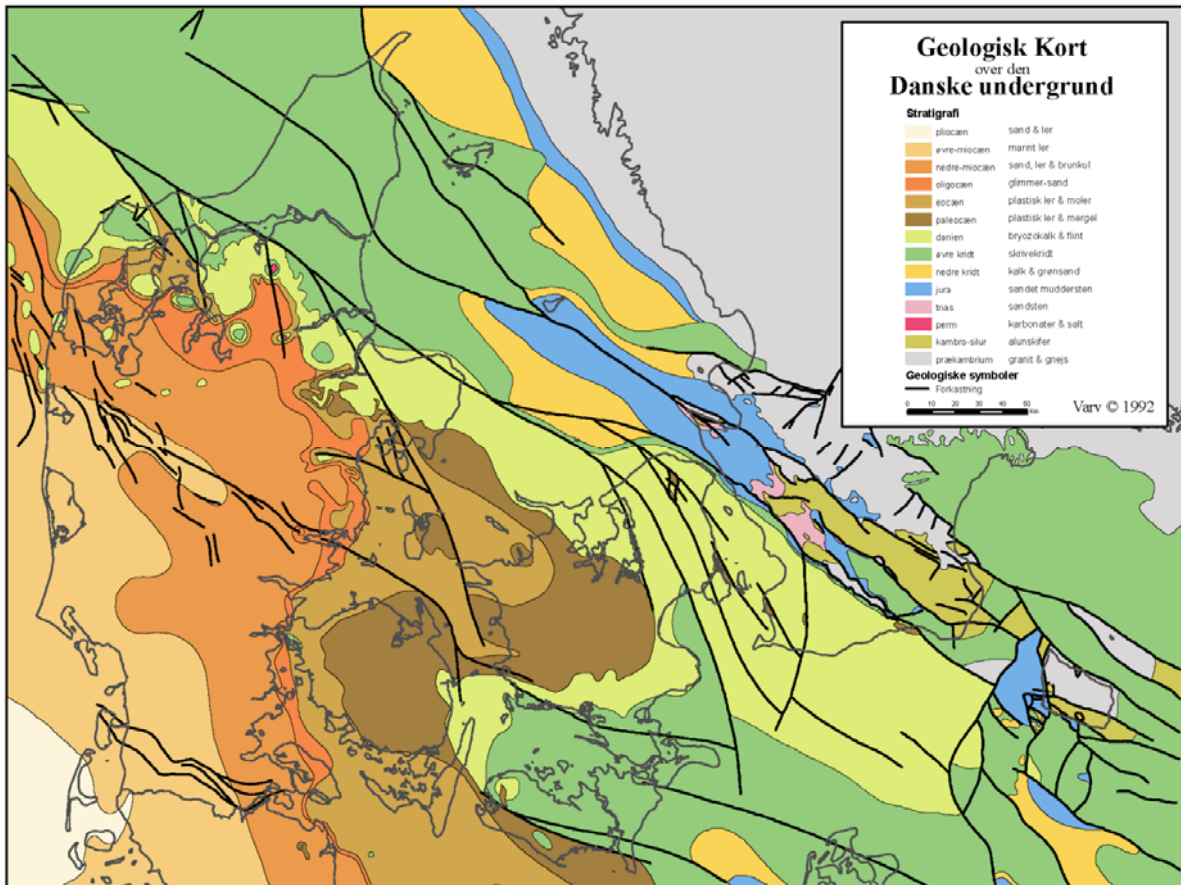 Geologisk Kort
over den
Danske undergrund
Stratigrafi
pliocæn sand & ler
øvre-miocæn marint ler
nedre-miocæn sand, ler & brunkul
oligocæn glimmer-sand
eocæn plastisk ler & moler
paleocæn plastisk ler & mergel
danien bryozokalk & flint
øvre kridt skrivekridt
nedre kridt kalk & grønsand
jura sandet muddersten
trias sandsten
perm karbonater & salt
kambro-silur alunskifer
prækambrium granit & gnejs
Geologiske symboler
Forkastning
0 10 20 30 40 50
Km
Varv © 1992